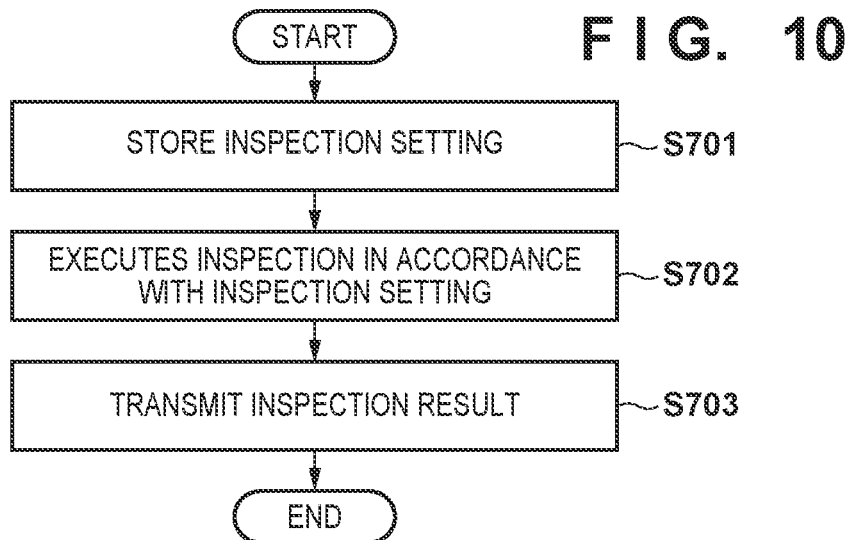 START
F I G. 10
STORE INSPECTION SETTING
S701
EXECUTES INSPECTION IN ACCORDANCE
WITH INSPECTION SETTING
S702
TRANSMIT INSPECTION RESULT
S703
END